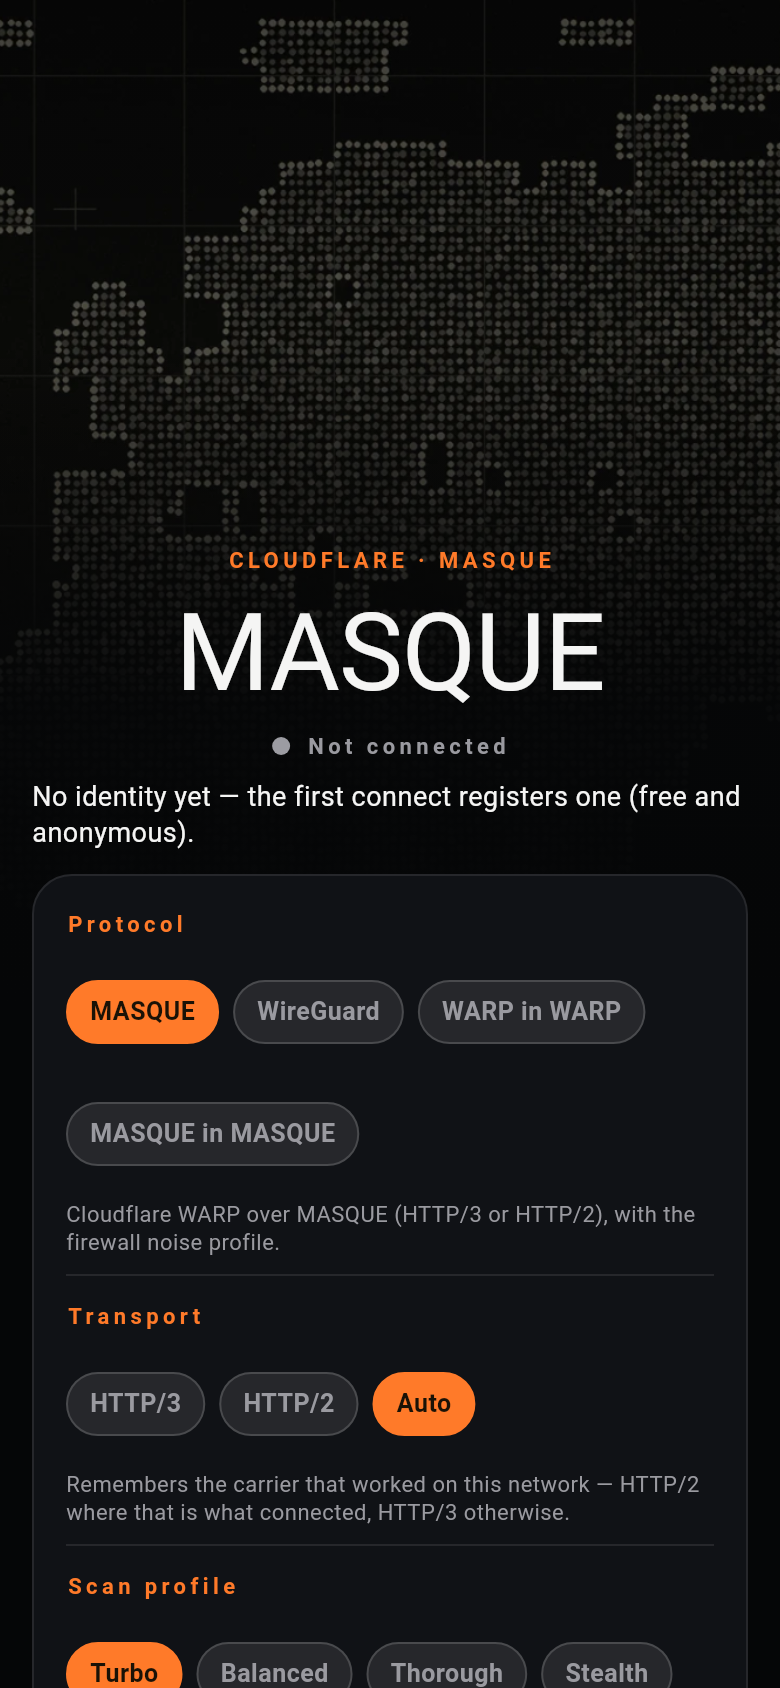 CLOUDFLARE · MASQUE
MASQUE
Not connected
No identity yet — the first connect registers one (free and
anonymous).
Protocol
MASQUE WireGuard WARP in WARP
MASQUE in MASQUE
Cloudflare WARP over MASQUE (HTTP/3 or HTTP/2), with the
firewall noise profile.
Transport
HTTP/3 HTTP/2 Auto
Remembers the carrier that worked on this network — HTTP/2
where that is what connected, HTTP/3 otherwise.
Scan profile
Turbo Balanced Thorough Stealth